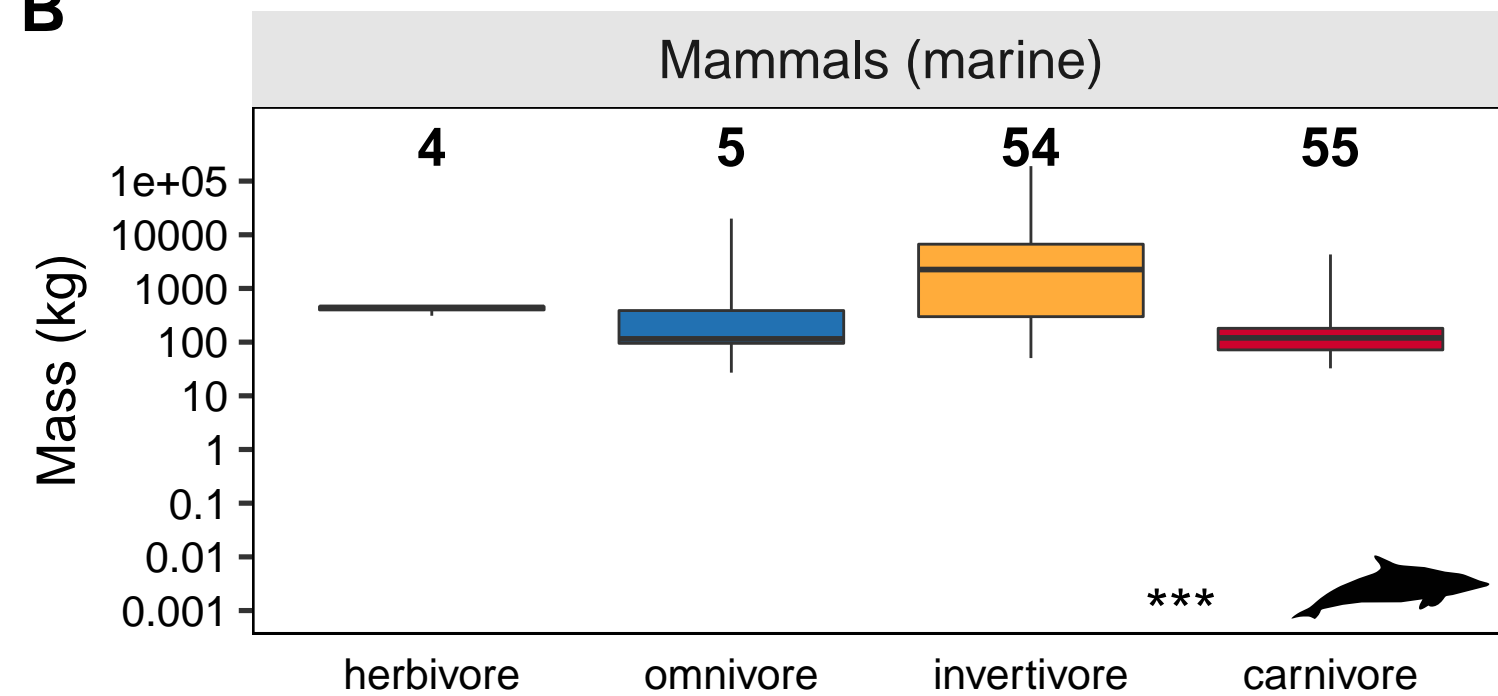 B
Mammals (marine)
4 5 54 55
1e+05
10000
1000
100
10
1
0.1
0.01
0.001
Mass (kg)
***
herbivore omnivore invertivore carnivore